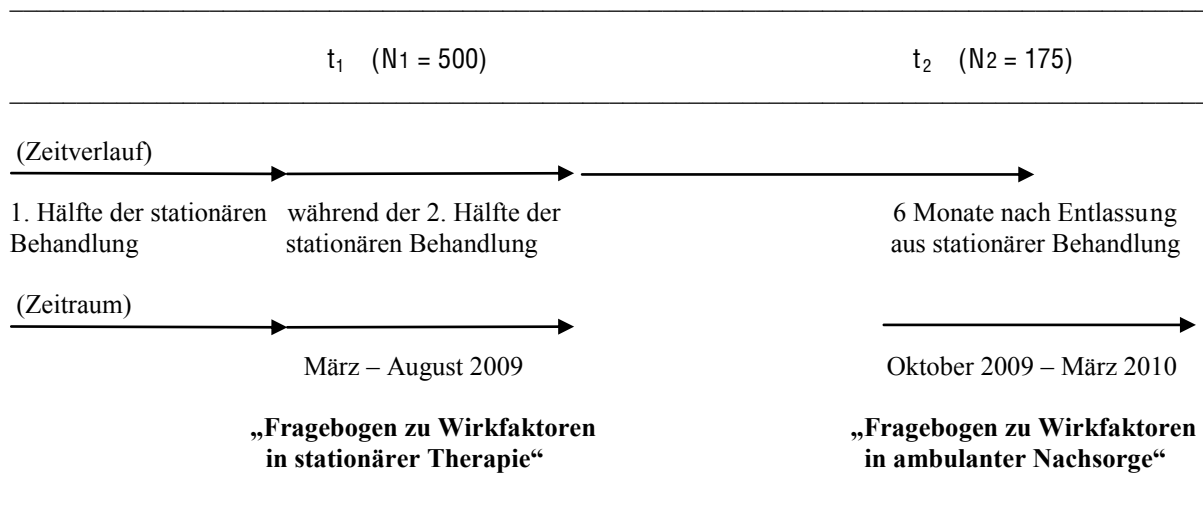 t₁ (N1 = 500) t₂ (N2 = 175)
(Zeitverlauf)
1. Hälfte der stationären während der 2. Hälfte der 6 Monate nach Entlassung
Behandlung stationären Behandlung aus stationärer Behandlung
(Zeitraum)
März – August 2009 Oktober 2009 – März 2010
„Fragebogen zu Wirkfaktoren „Fragebogen zu Wirkfaktoren
in stationärer Therapie“ in ambulanter Nachsorge“